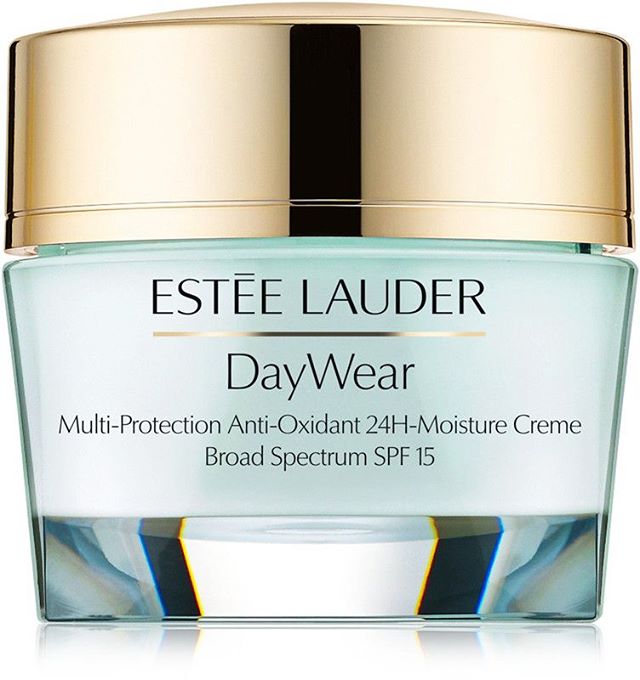 ESTĒE LAUDER
DayWear
Multi-Protection Anti-Oxidant 24H-Moisture Creme
Broad Spectrum SPF 15